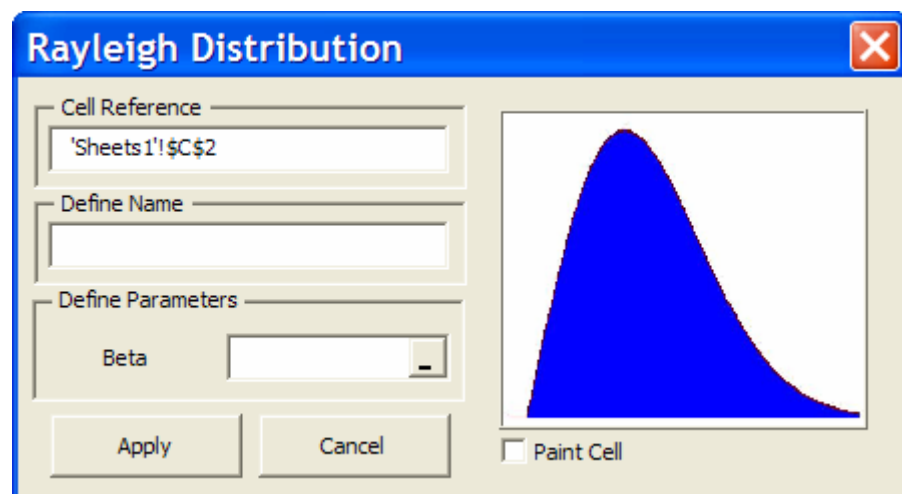 Rayleigh Distribution
Cell Reference
'Sheets1'!$C$2
Define Name
Define Parameters
Beta
Apply
Cancel
Paint Cell